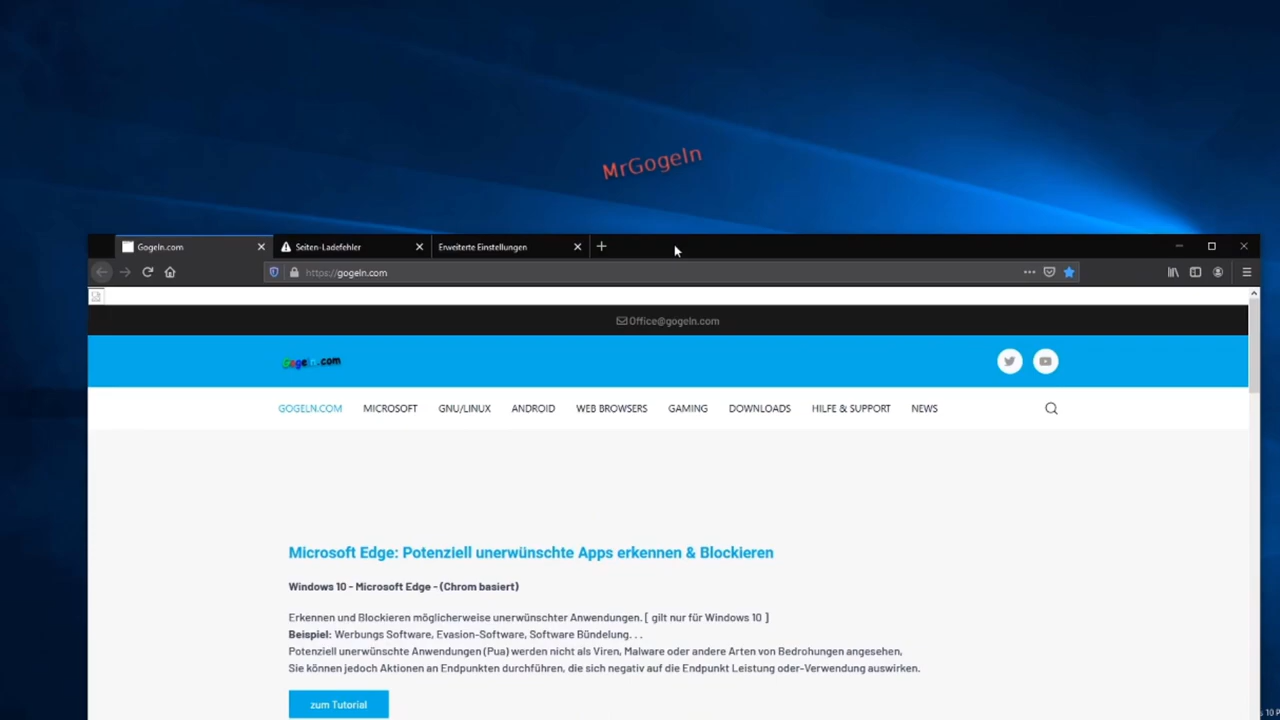 MrGogeln
Gogeln.com
Seiten-Ladefehler
Erweiterte Einstellungen
https://gogeln.com
Office@gogeln.com
Gogeln.com
GOGELN.COM MICROSOFT GNU/LINUX ANDROID WEB BROWSERS GAMING DOWNLOADS HILFE & SUPPORT NEWS
Microsoft Edge: Potenziell unerwünschte Apps erkennen & Blockieren
Windows 10 - Microsoft Edge - (Chrom basiert)
Erkennen und Blockieren möglicherweise unerwünschter Anwendungen. [ gilt nur für Windows 10 ]
Beispiel: Werbungs Software, Evasion-Software, Software Bündelung. . .
Potenziell unerwünschte Anwendungen (Pua) werden nicht als Viren, Malware oder andere Arten von Bedrohungen angesehen,
Sie können jedoch Aktionen an Endpunkten durchführen, die sich negativ auf die Endpunkt Leistung oder-Verwendung auswirken.
zum Tutorial
10 P